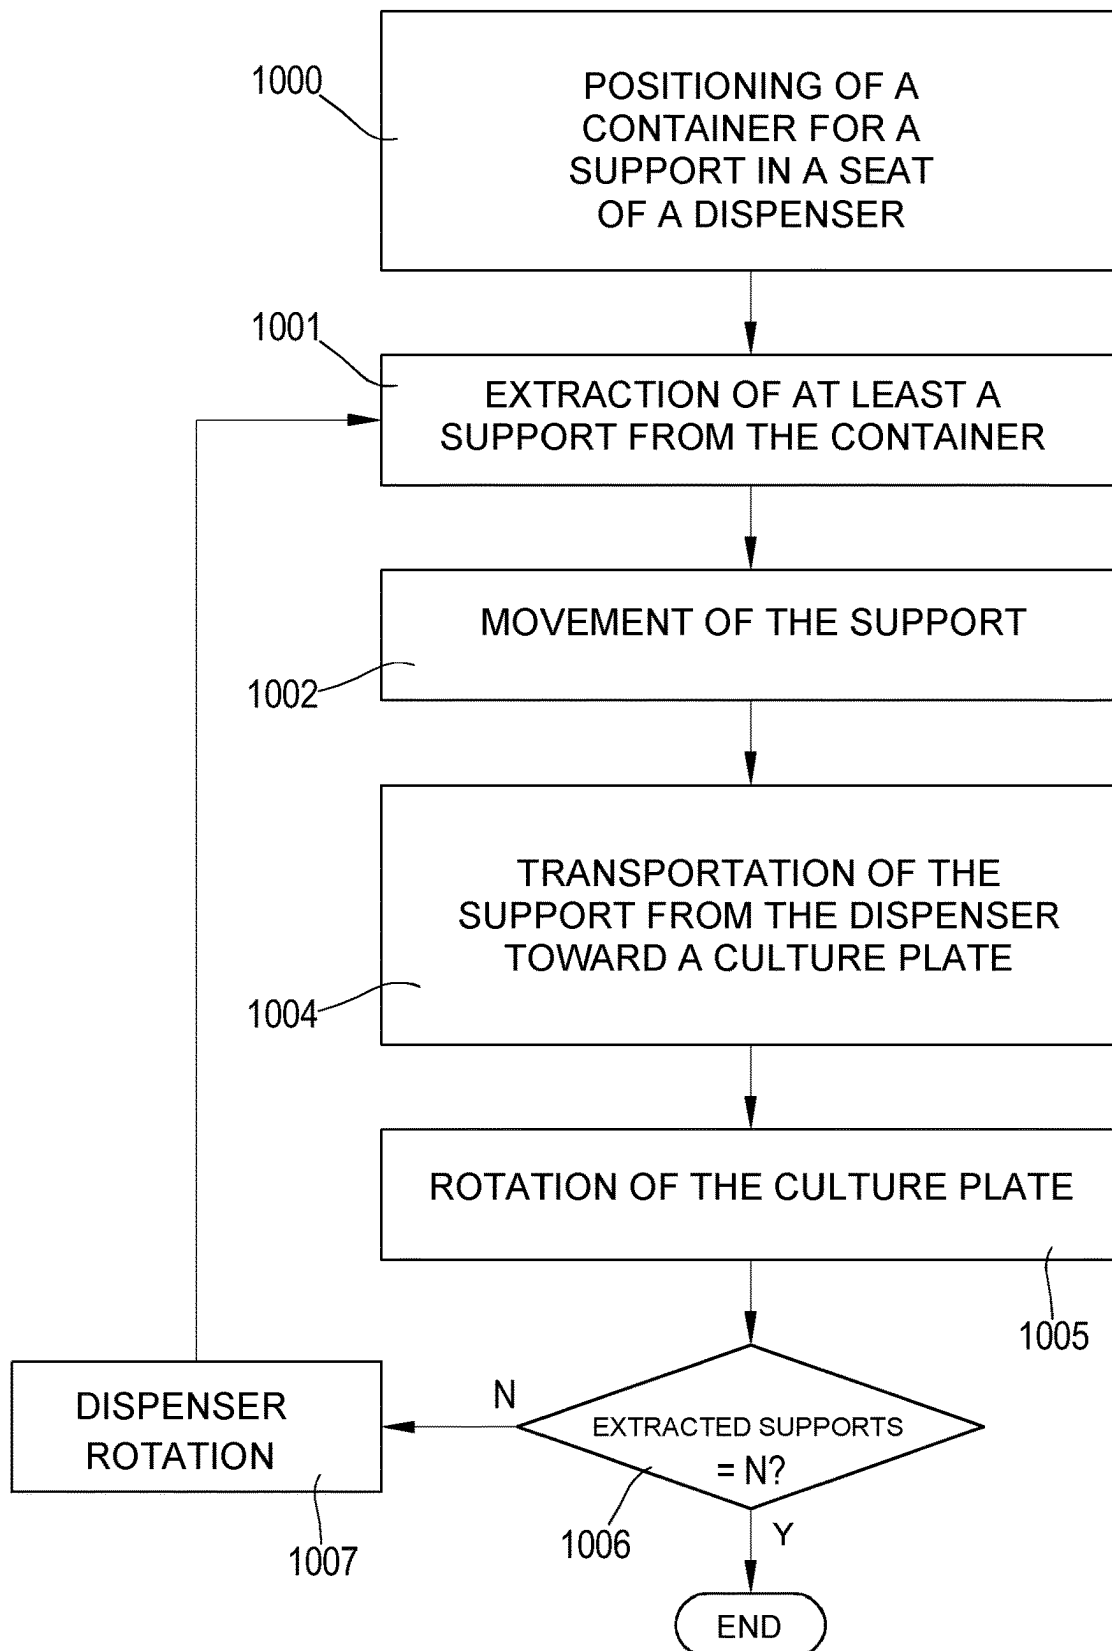 1000
POSITIONING OF A
CONTAINER FOR A
SUPPORT IN A SEAT
OF A DISPENSER
1001
EXTRACTION OF AT LEAST A
SUPPORT FROM THE CONTAINER
MOVEMENT OF THE SUPPORT
1002
TRANSPORTATION OF THE
SUPPORT FROM THE DISPENSER
TOWARD A CULTURE PLATE
1004
ROTATION OF THE CULTURE PLATE
1005
N
DISPENSER
ROTATION
EXTRACTED SUPPORTS
= N?
1007
1006
Y
END